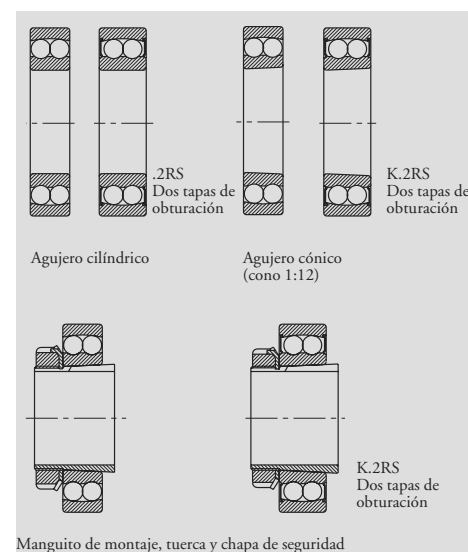 .2RS
Dos tapas de
obturación
K.2RS
Dos tapas de
obturación
Agujero cilíndrico
Agujero cónico
(cono 1:12)
K.2RS
Dos tapas de
obturación
Manguito de montaje, tuerca y chapa de seguridad